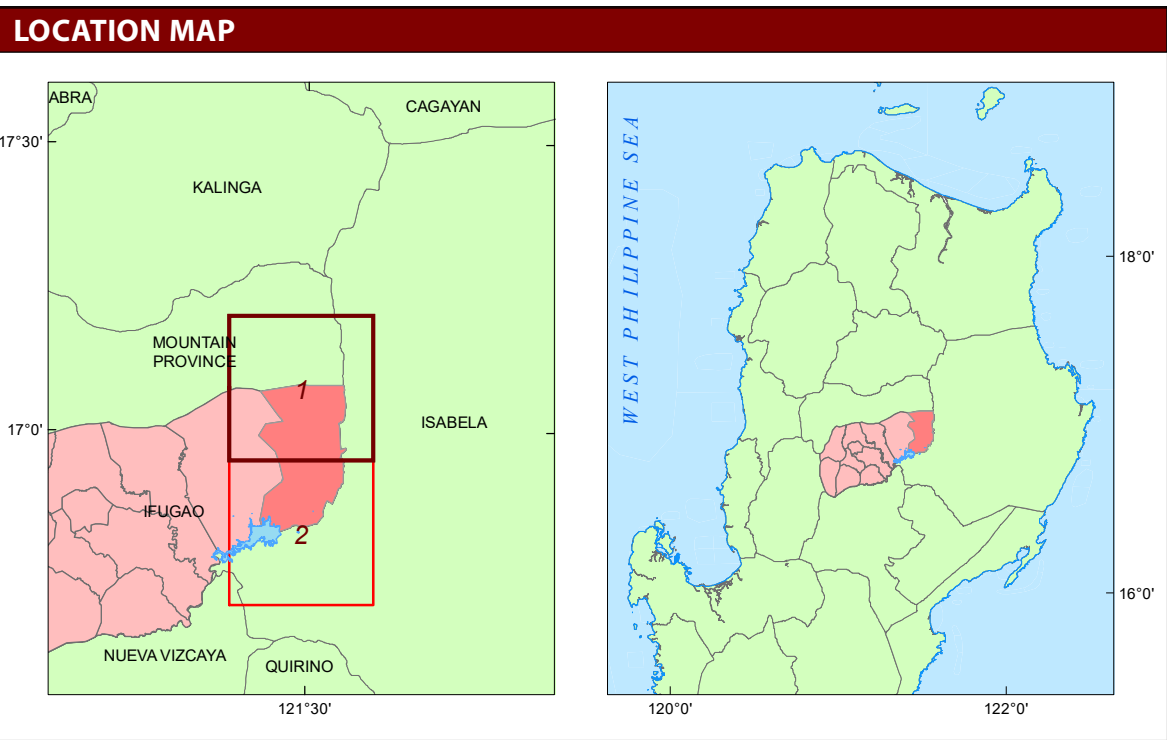 LOCATION MAP
ABRA
CAGAYAN
17°30'
KALINGA
MOUNTAIN
PROVINCE
1
17°0'
ISABELA
IFUGAO
2
NUEVA VIZCAYA
QUIRINO
121°30'
WEST PHILIPPINE SEA
18°0'
16°0'
120°0'
122°0'